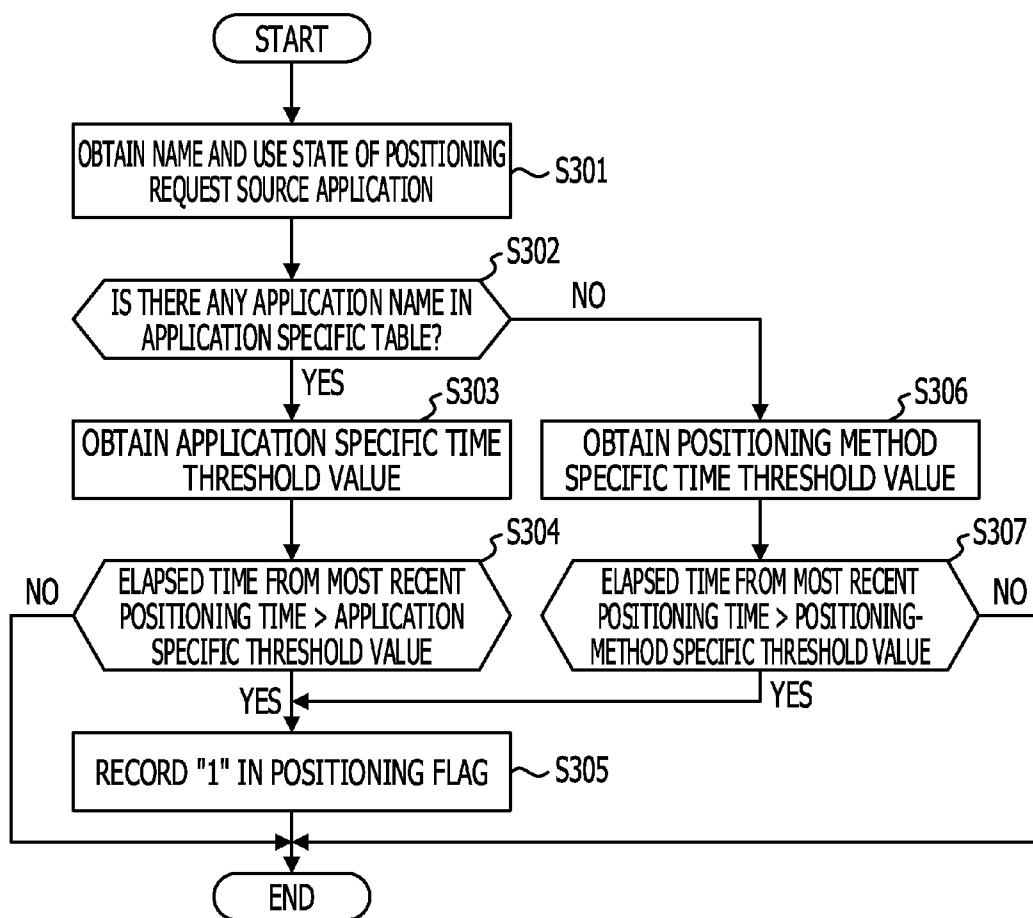 START
OBTAIN NAME AND USE STATE OF POSITIONING
REQUEST SOURCE APPLICATION
S301
S302
IS THERE ANY APPLICATION NAME IN
APPLICATION SPECIFIC TABLE?
NO
YES
S303
OBTAIN APPLICATION SPECIFIC TIME
THRESHOLD VALUE
S306
OBTAIN POSITIONING METHOD
SPECIFIC TIME THRESHOLD VALUE
S304
NO
ELAPSED TIME FROM MOST RECENT
POSITIONING TIME > APPLICATION
SPECIFIC THRESHOLD VALUE
YES
S307
ELAPSED TIME FROM MOST RECENT
POSITIONING TIME > POSITIONING-
METHOD SPECIFIC THRESHOLD VALUE
NO
YES
RECORD "1" IN POSITIONING FLAG
S305
END